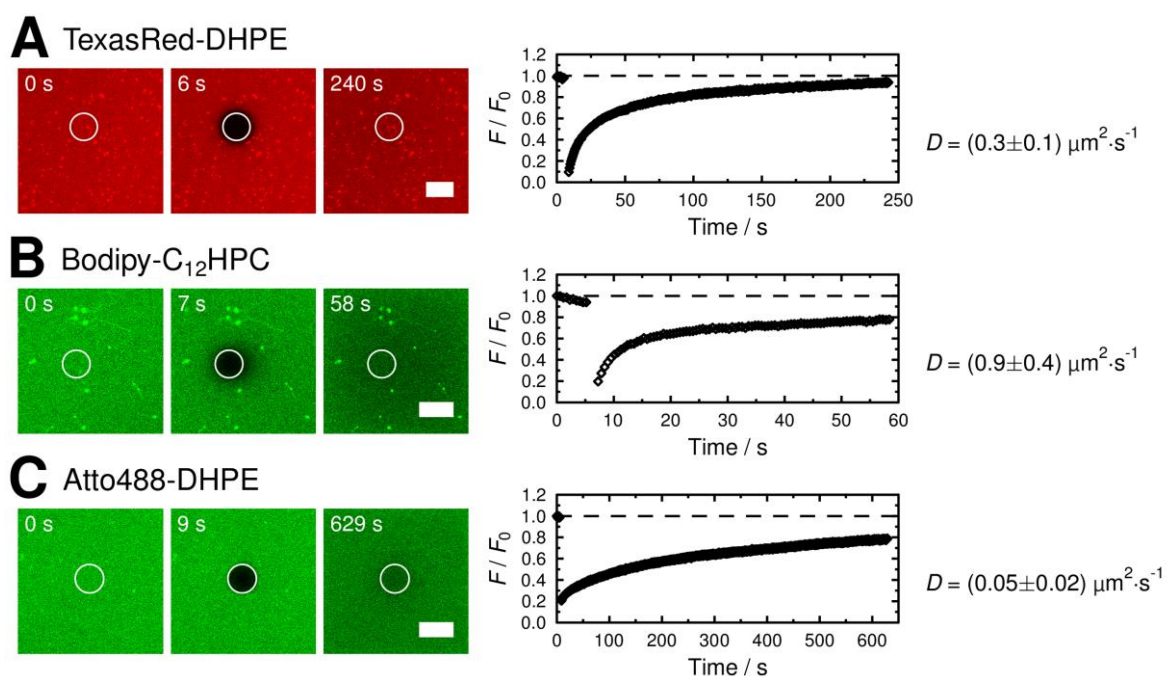 A TexasRed-DHPE
0 s
6 s
240 s
F / F0
1.2
1.0
0.8
0.6
0.4
0.2
0.0
0 50 100 150 200 250
Time / s
D = (0.3±0.1) μm²·s⁻¹
B Bodipy-C₁₂HPC
0 s
7 s
58 s
F / F0
1.2
1.0
0.8
0.6
0.4
0.2
0.0
0 10 20 30 40 50 60
Time / s
D = (0.9±0.4) μm²·s⁻¹
C Atto488-DHPE
0 s
9 s
629 s
F / F0
1.2
1.0
0.8
0.6
0.4
0.2
0.0
0 100 200 300 400 500 600
Time / s
D = (0.05±0.02) μm²·s⁻¹